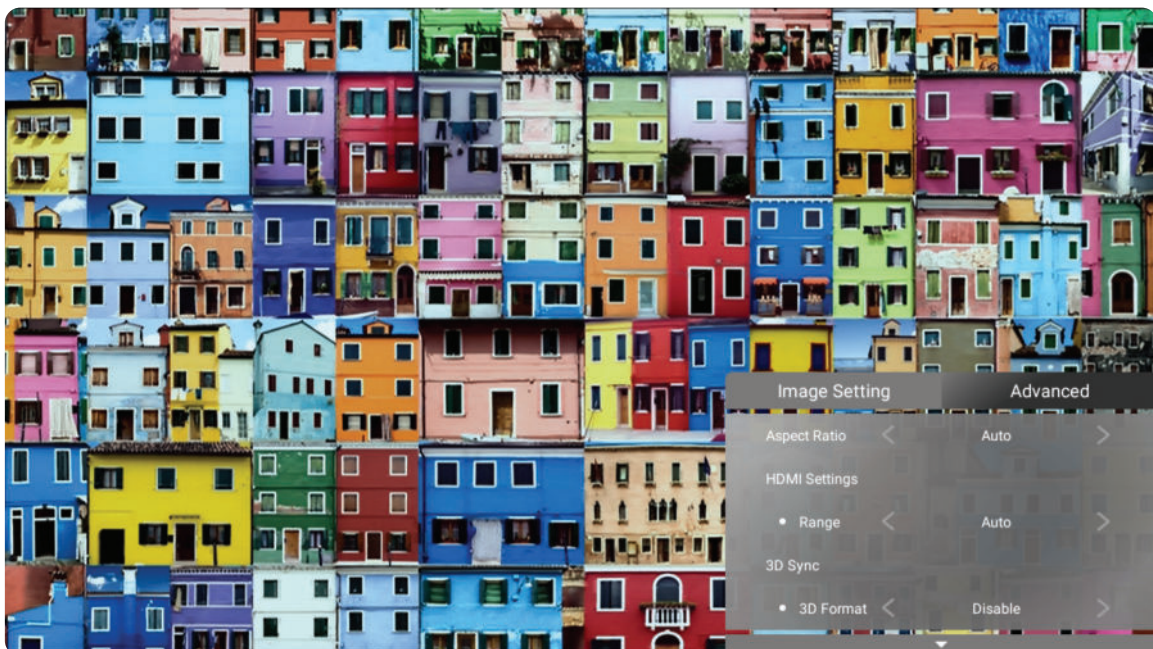 Image Setting Advanced
Aspect Ratio < Auto >
HDMI Settings
• Range < Auto >
3D Sync
• 3D Format < Disable >